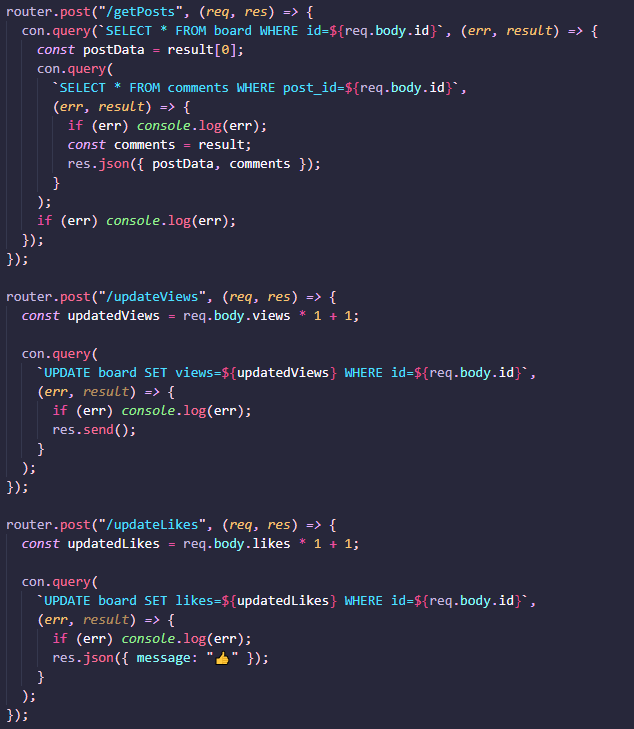 router.post("/getPosts", (req, res) => {
  con.query(`SELECT * FROM board WHERE id=${req.body.id}`, (err, result) => {
    const postData = result[0];
    con.query(
      `SELECT * FROM comments WHERE post_id=${req.body.id}`,
      (err, result) => {
        if (err) console.log(err);
        const comments = result;
        res.json({ postData, comments });
      }
    );
    if (err) console.log(err);
  });
});

router.post("/updateViews", (req, res) => {
  const updatedViews = req.body.views * 1 + 1;

  con.query(
    `UPDATE board SET views=${updatedViews} WHERE id=${req.body.id}`,
    (err, result) => {
      if (err) console.log(err);
      res.send();
    }
  );
});

router.post("/updateLikes", (req, res) => {
  const updatedLikes = req.body.likes * 1 + 1;

  con.query(
    `UPDATE board SET likes=${updatedLikes} WHERE id=${req.body.id}`,
    (err, result) => {
      if (err) console.log(err);
      res.json({ message: "👍" });
    }
  );
});